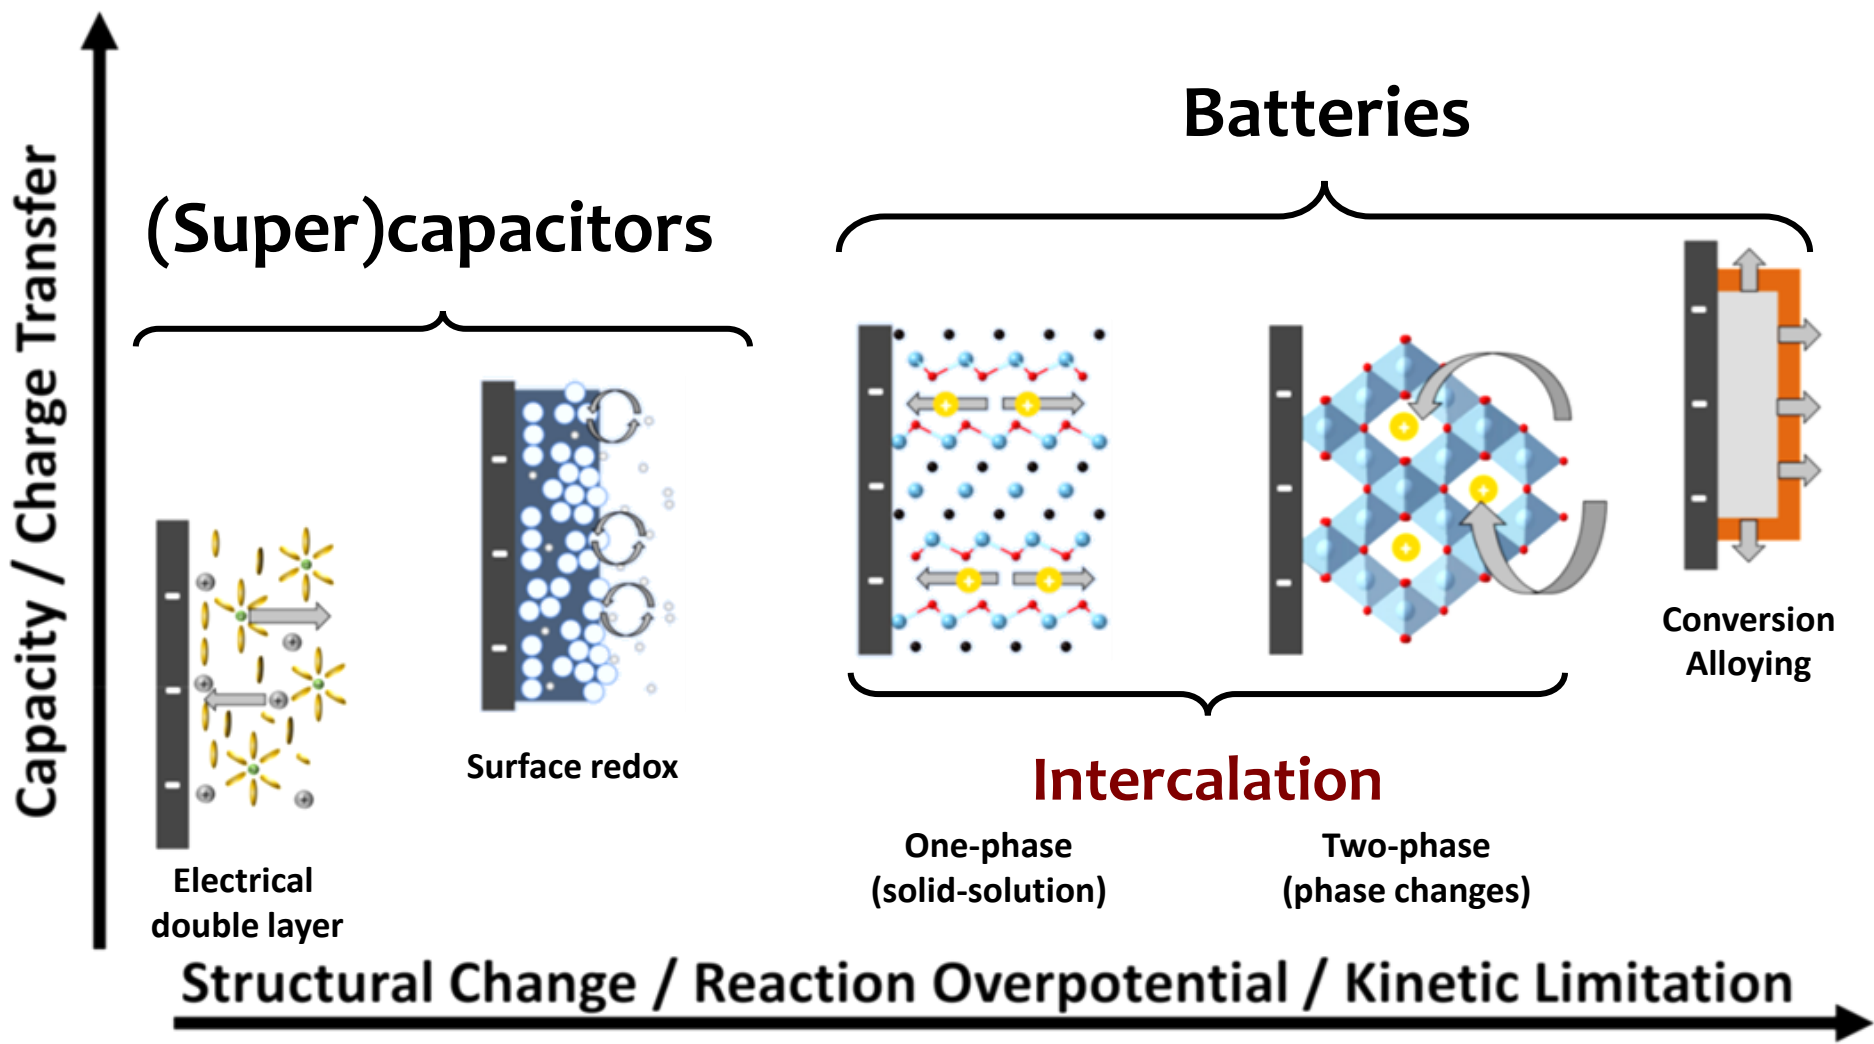 Batteries
(Super)capacitors
Capacity / Charge Transfer
Electrical
double layer
Surface redox
Intercalation
One-phase
(solid-solution)
Two-phase
(phase changes)
Conversion
Alloying
Structural Change / Reaction Overpotential / Kinetic Limitation